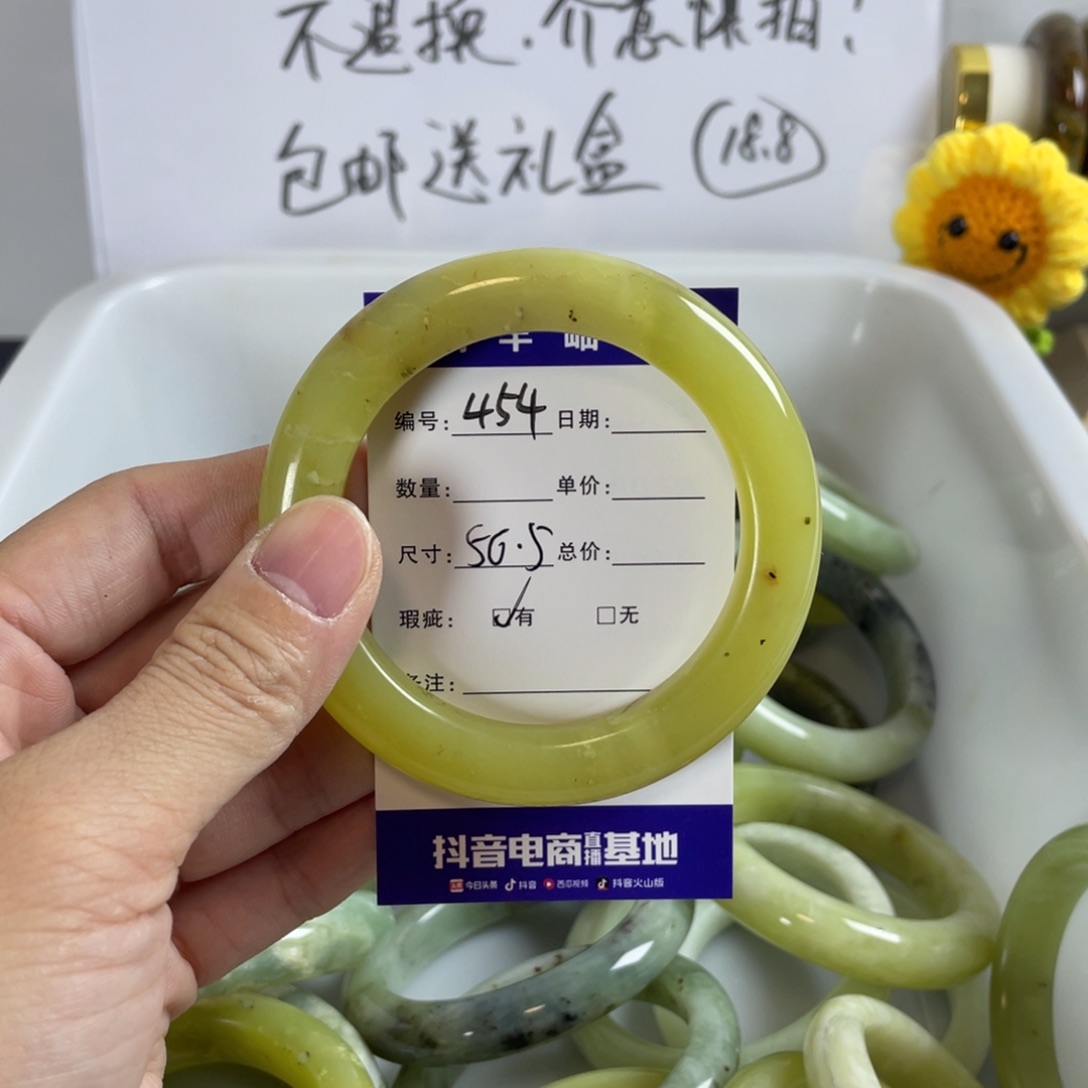 不退换.介意慎拍!
包邮送礼盒 18.8
编号: 454 日期:
数量: 单价:
尺寸: 56.5 总价:
瑕疵: ☑有 □无
备注:
抖音电商直播基地
今日头条 抖音 西瓜视频 抖音火山版